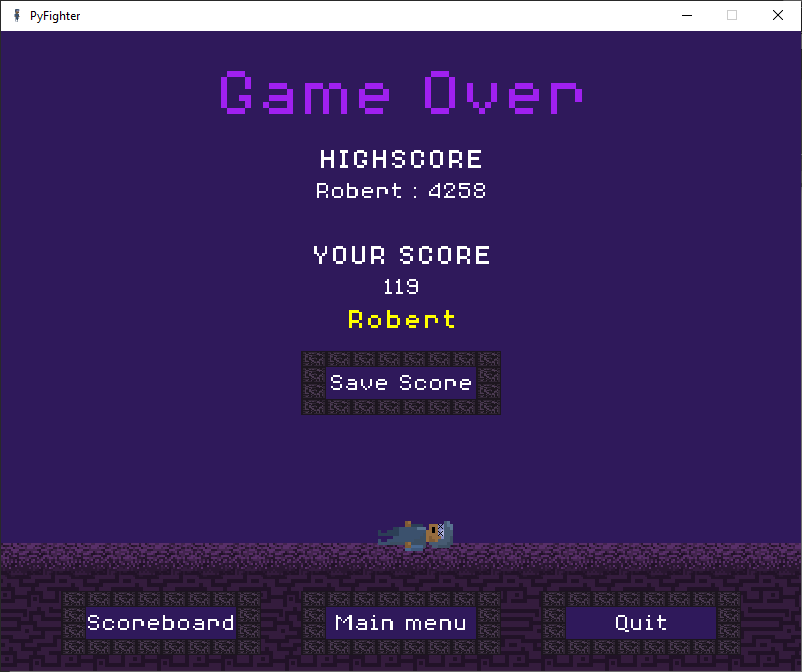 PyFighter
Game Over
HIGHSCORE
Robert : 4258
YOUR SCORE
119
Robert
Save Score
Scoreboard
Main menu
Quit